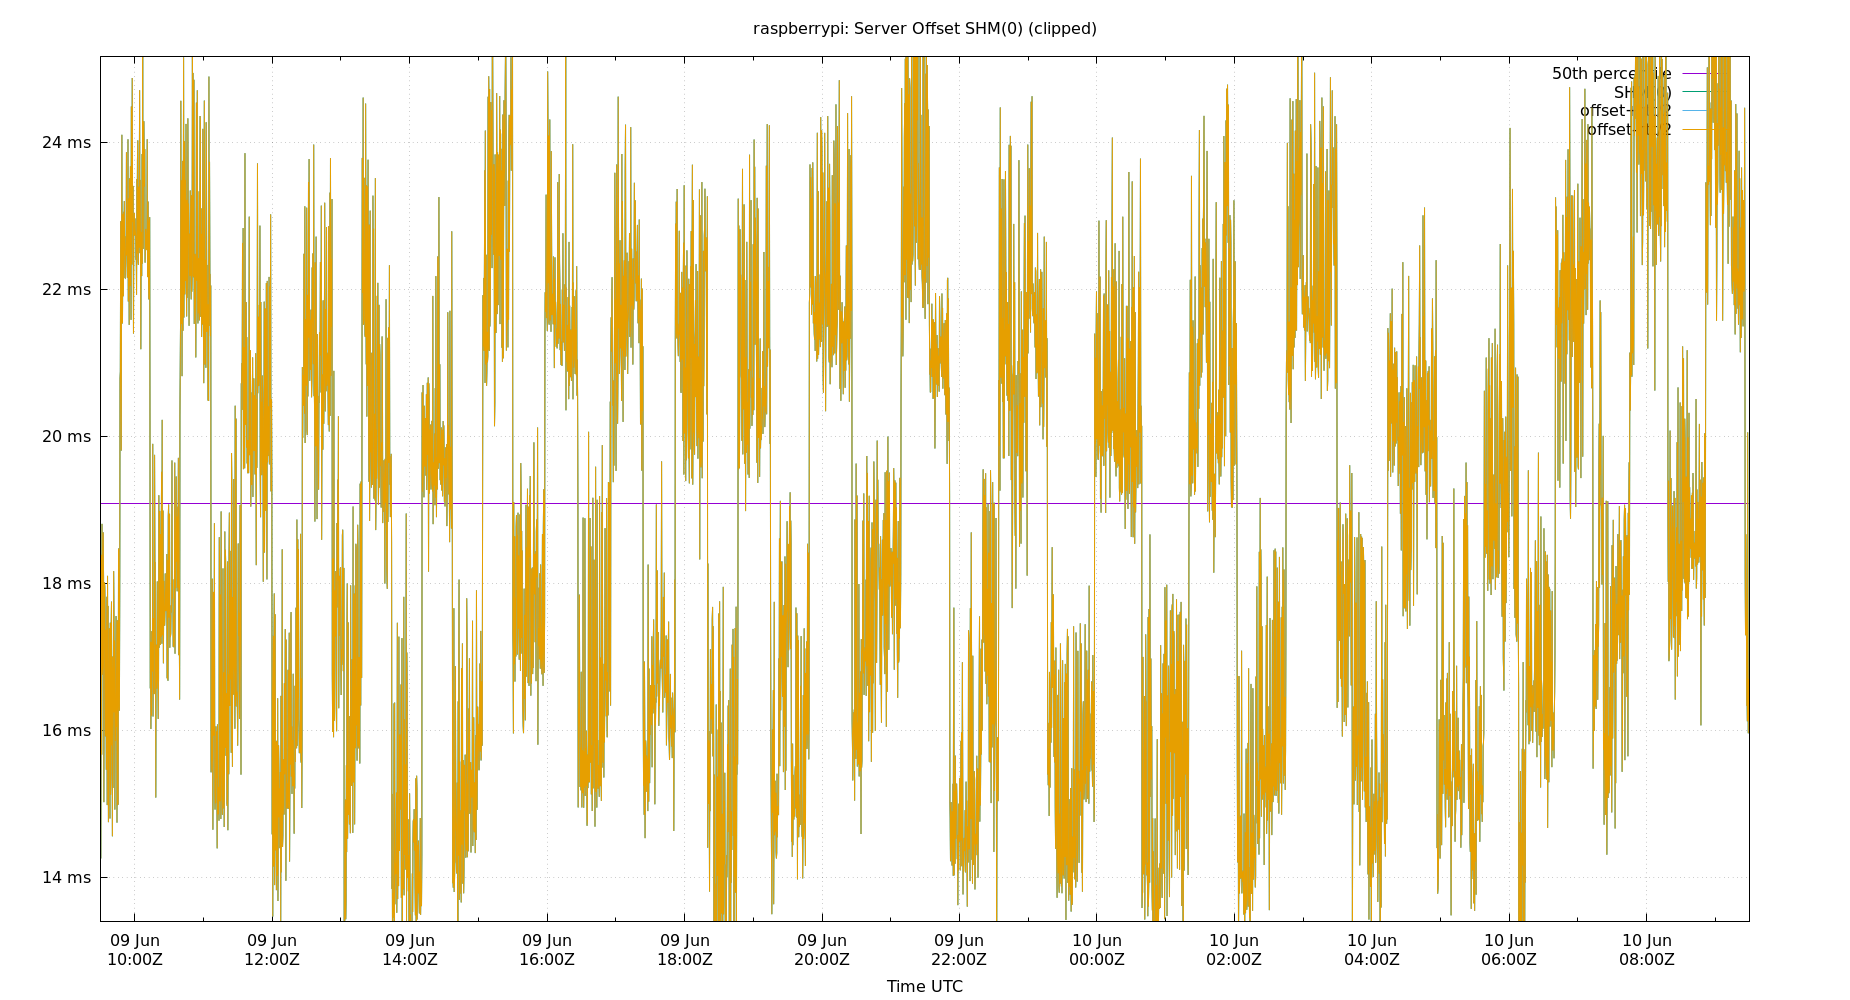 raspberrypi: Server Offset SHM(0) (clipped)
50th
24 ms
22 ms
20 ms
18 ms
16 ms
14 ms
09 Jun 09 Jun 09 Jun 09 Jun 09 Jun 09 Jun 09 Jun 10 Jun 10 Jun 10 Jun 10 Jun 10 Jun
10:00Z 12:00Z 14:00Z 16:00Z 18:00Z 20:00Z 22:00Z 00:00Z 02:00Z 04:00Z 06:00Z 08:00Z
Time UTC